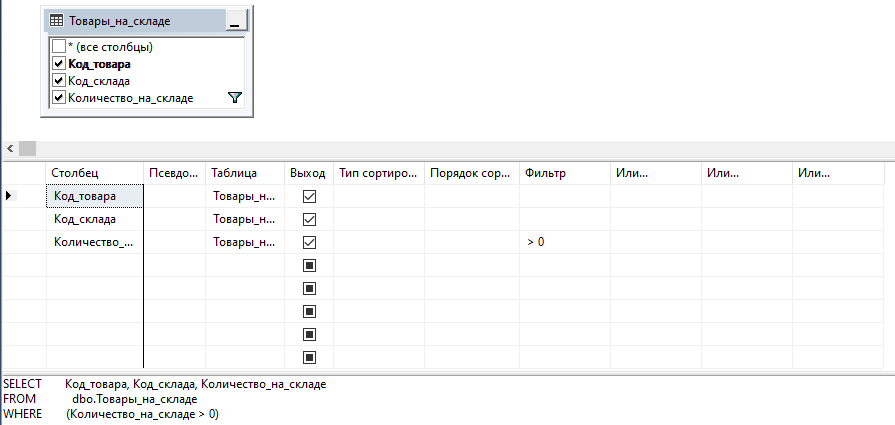 Товары_на_складе
* (все столбцы)
Код_товара
Код_склада
Количество_на_складе
Столбец Псевдо... Таблица Выход Тип сортиро... Порядок сор... Фильтр Или... Или... Или...
Код_товара Товары_н...
Код_склада Товары_н...
Количество_... Товары_н... > 0
SELECT Код_товара, Код_склада, Количество_на_складе
FROM dbo.Товары_на_складе
WHERE (Количество_на_складе > 0)